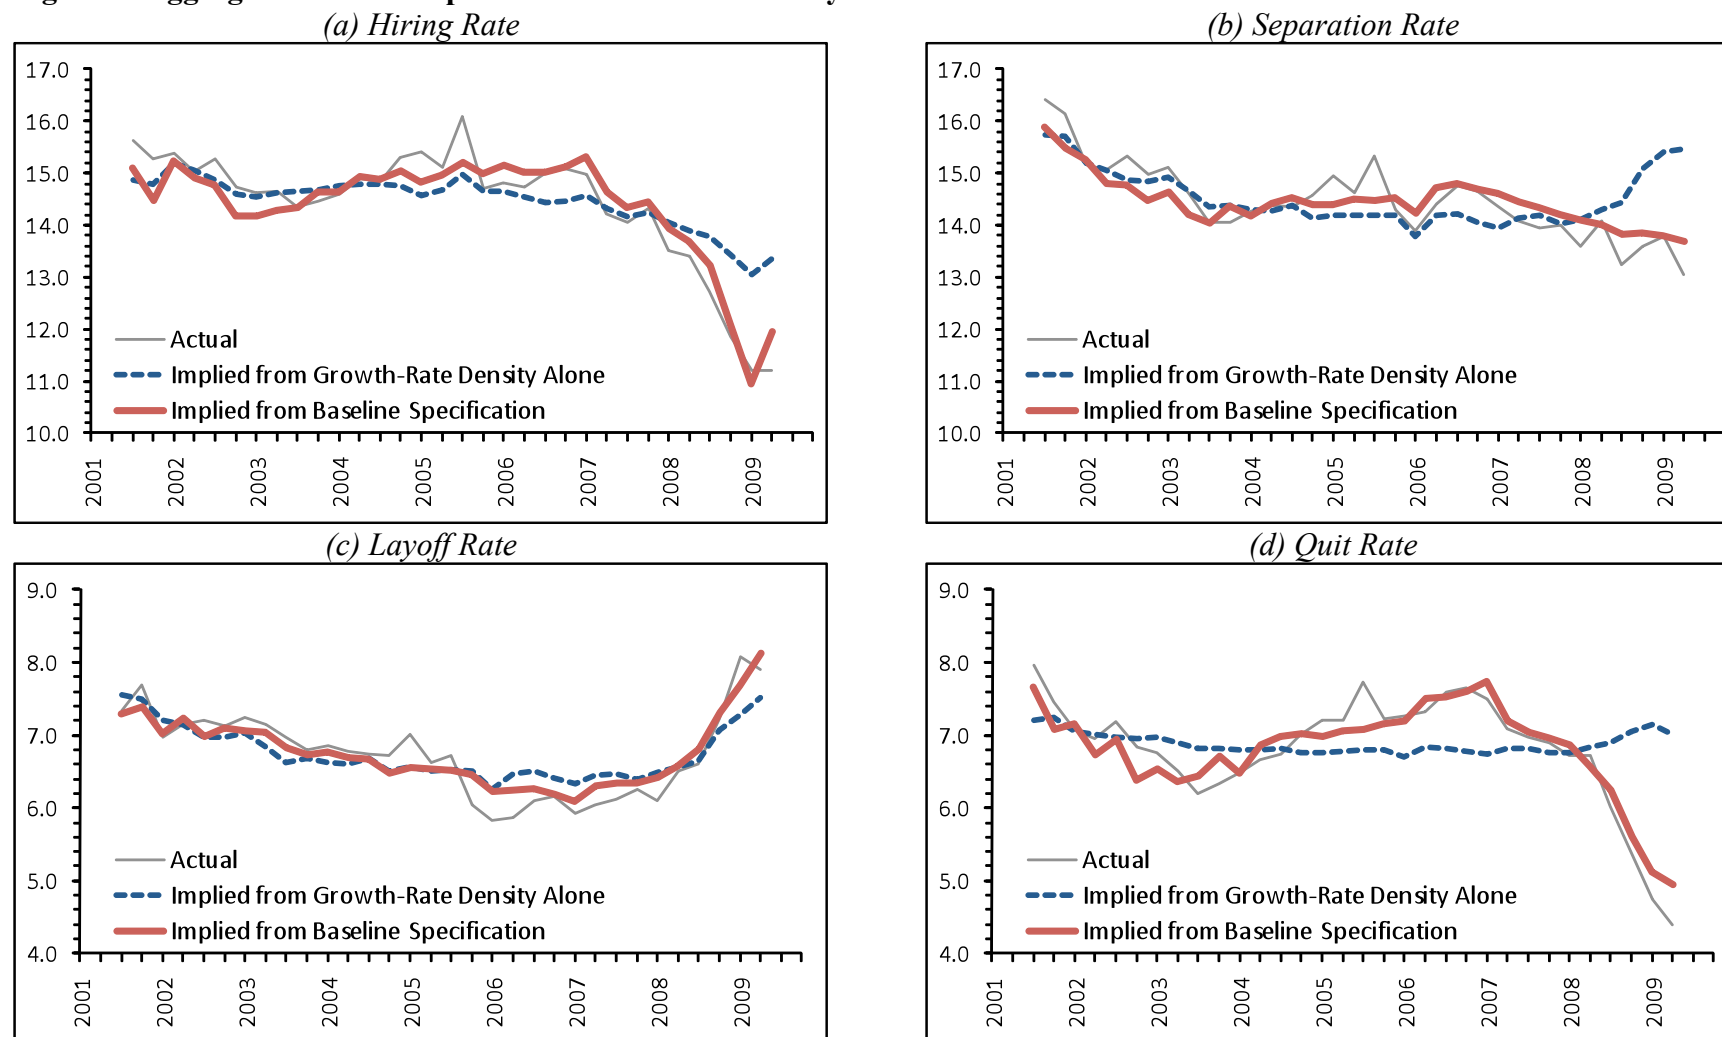 (a) Hiring Rate
17.0
16.0
15.0
14.0
13.0
12.0
11.0
10.0
Actual
Implied from Growth-Rate Density Alone
Implied from Baseline Specification
2001 2002 2003 2004 2005 2006 2007 2008 2009
(b) Separation Rate
17.0
16.0
15.0
14.0
13.0
12.0
11.0
10.0
Actual
Implied from Growth-Rate Density Alone
Implied from Baseline Specification
2001 2002 2003 2004 2005 2006 2007 2008 2009
(c) Layoff Rate
9.0
8.0
7.0
6.0
5.0
4.0
Actual
Implied from Growth-Rate Density Alone
Implied from Baseline Specification
2001 2002 2003 2004 2005 2006 2007 2008 2009
(d) Quit Rate
9.0
8.0
7.0
6.0
5.0
4.0
Actual
Implied from Growth-Rate Density Alone
Implied from Baseline Specification
2001 2002 2003 2004 2005 2006 2007 2008 2009